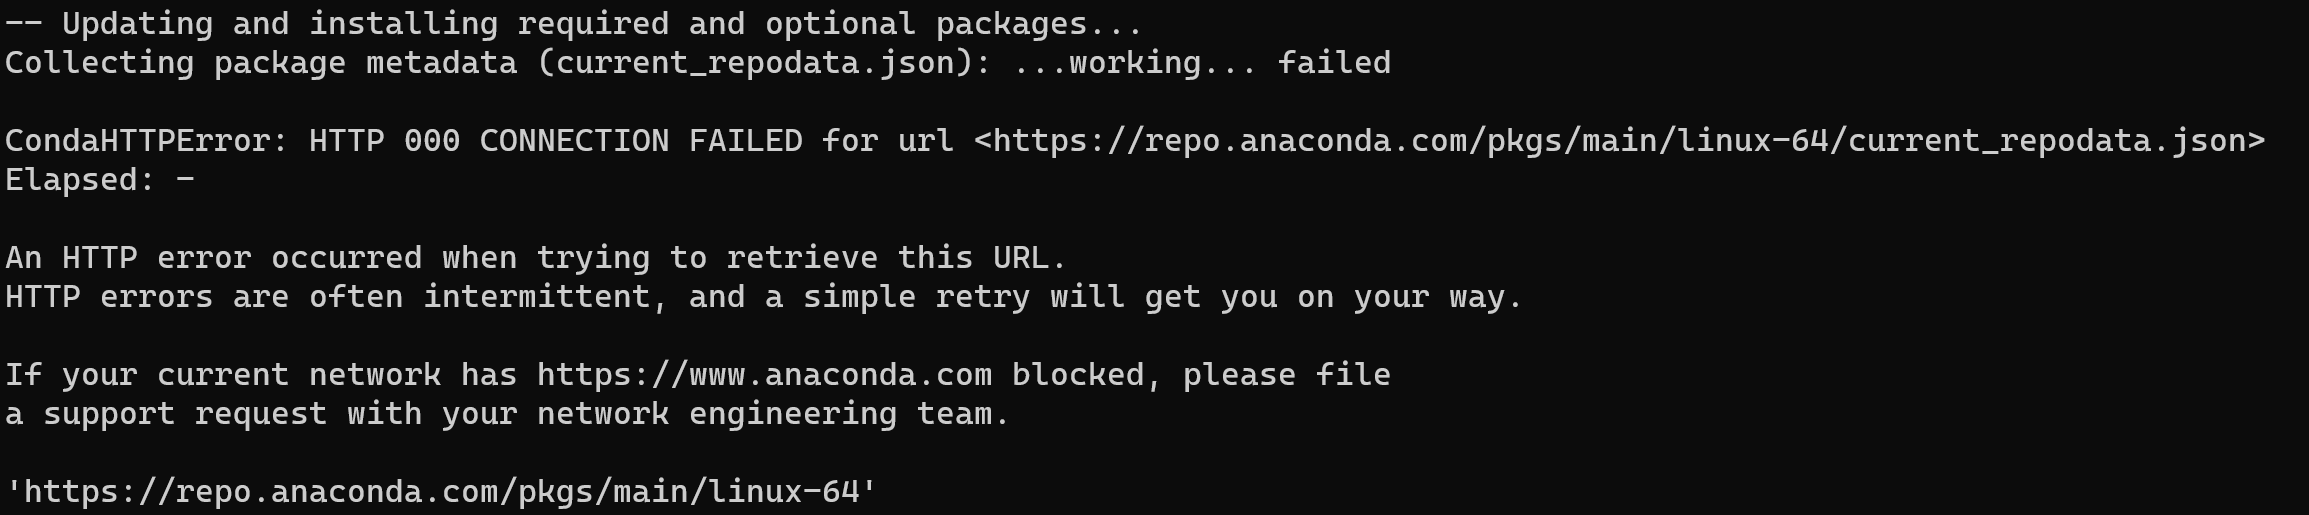 -- Updating and installing required and optional packages...
Collecting package metadata (current_repodata.json): ...working... failed
CondaHTTPError: HTTP 000 CONNECTION FAILED for url <https://repo.anaconda.com/pkgs/main/linux-64/current_repodata.json>
Elapsed: -
An HTTP error occurred when trying to retrieve this URL.
HTTP errors are often intermittent, and a simple retry will get you on your way.
If your current network has https://www.anaconda.com blocked, please file
a support request with your network engineering team.
'https://repo.anaconda.com/pkgs/main/linux-64'